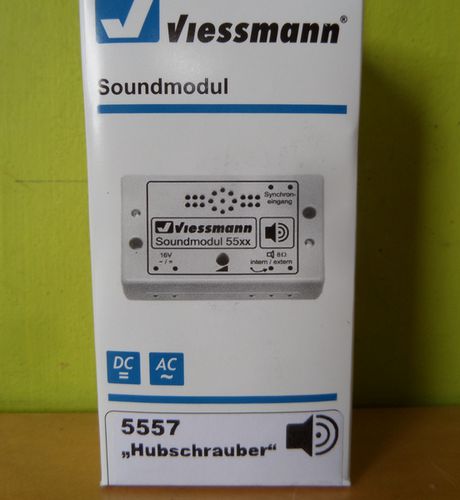 Viessmann®
Soundmodul
Synchron-
eingang
Viessmann
Soundmodul 55xx
16V
~ / =
8Ω
intern / extern
DC
=
AC
~
5557
„Hubschrauber“